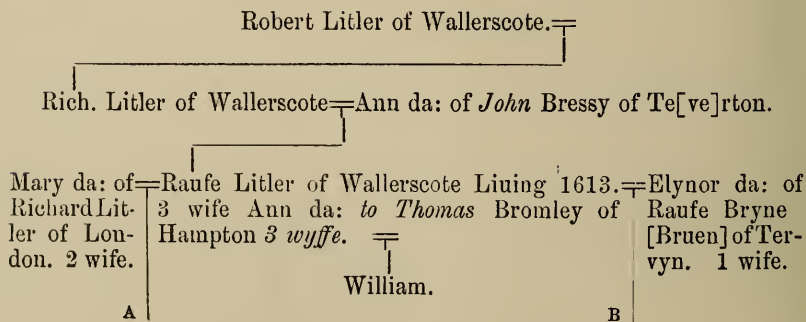 Robert Litler of Wallerscote.
Rich. Litler of Wallerscote Ann da: of John Bressy of Te[ve]rton.
Mary da: of
Richard Lit-
ler of Lon-
don. 2 wife.
Raufe Litler of Wallerscote Liuing 1613.
3 wife Ann da: to Thomas Bromley of
Hampton 3 wyffe.
Elynor da: of
Raufe Bryne
[Bruen] of Ter-
vyn. 1 wife.
William.
A
B